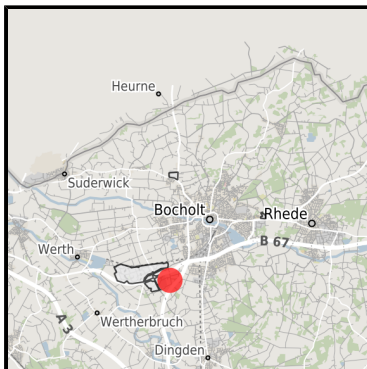 Heurne
Suderwick
Bocholt
Rhede
B 67
Werth
A 3
Wertherbruch
Dingden